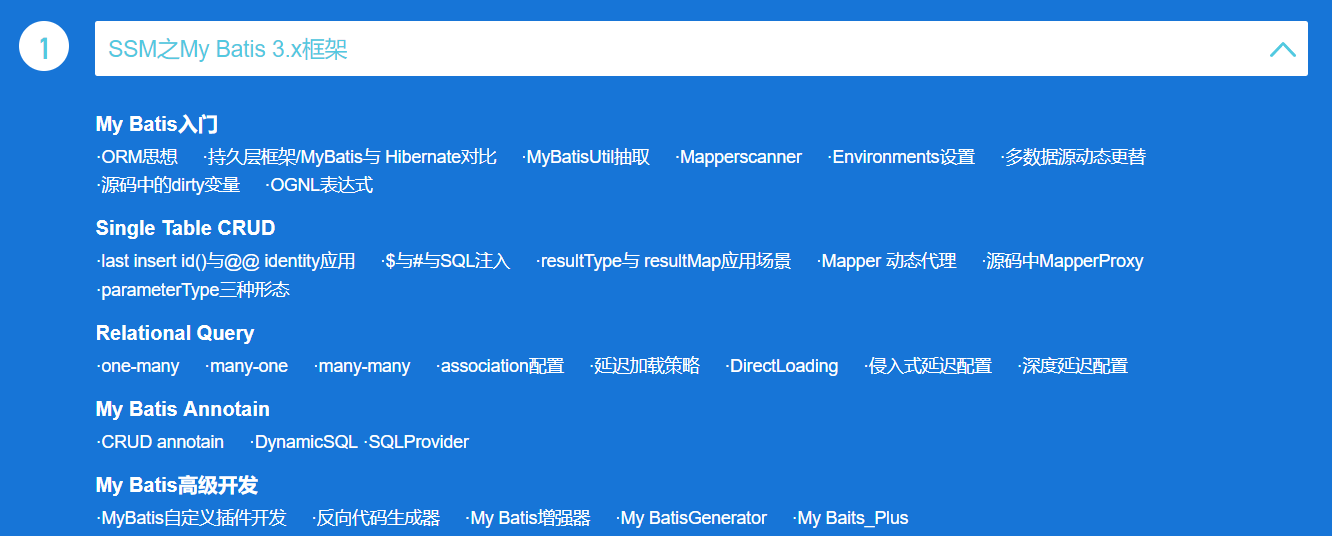 1
SSM之My Batis 3.x框架
My Batis入门
·ORM思想 ·持久层框架/MyBatis与 Hibernate对比 ·MyBatisUtil抽取 ·Mapperscanner ·Environments设置 ·多数据源动态更替
·源码中的dirty变量 ·OGNL表达式
Single Table CRUD
·last insert id()与@@ identity应用 ·$与#与SQL注入 ·resultType与 resultMap应用场景 ·Mapper 动态代理 ·源码中MapperProxy
·parameterType三种形态
Relational Query
·one-many ·many-one ·many-many ·association配置 ·延迟加载策略 ·DirectLoading ·侵入式延迟配置 ·深度延迟配置
My Batis Annotain
·CRUD annotain ·DynamicSQL ·SQLProvider
My Batis高级开发
·MyBatis自定义插件开发 ·反向代码生成器 ·My Batis增强器 ·My BatisGenerator ·My Baits_Plus